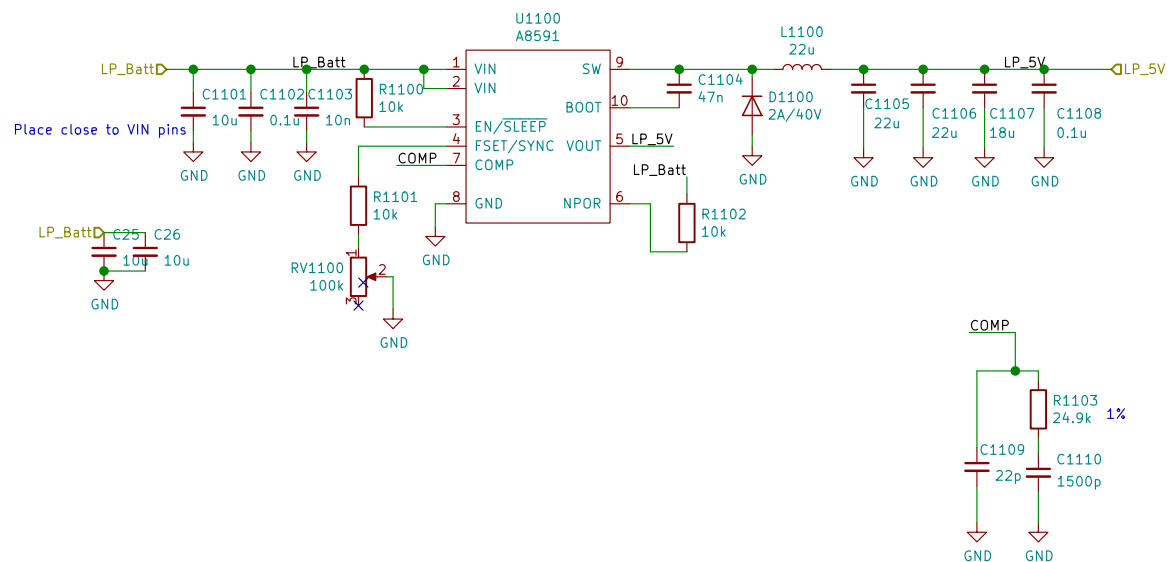 U1100
A8591
L1100
22u
LP_Batt
LP_Batt
LP_5V
LP_5V
1 VIN
2 VIN
SW 9
C1101
10u
C1102
0.1u
C1103
10n
R1100
10k
C1104
47n
BOOT 10
D1100
2A/40V
C1105
22u
C1106
22u
C1107
18u
C1108
0.1u
Place close to VIN pins
3 EN/SLEEP
4 FSET/SYNC
VOUT 5
LP_5V
COMP
7 COMP
GND
GND
GND
LP_Batt
GND
GND
GND
GND
GND
R1101
10k
8 GND
NPOR 6
R1102
10k
LP_Batt
C25
10u
C26
10u
GND
GND
RV1100
100k
1
2
3
GND
COMP
R1103
24.9k
1%
C1109
22p
C1110
1500p
GND
GND